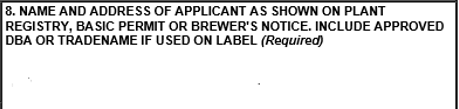 8. NAME AND ADDRESS OF APPLICANT AS SHOWN ON PLANT
REGISTRY, BASIC PERMIT OR BREWER'S NOTICE. INCLUDE APPROVED
DBA OR TRADENAME IF USED ON LABEL (Required)